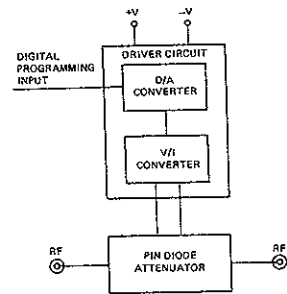 +V
–V
DRIVER CIRCUIT
DIGITAL
PROGRAMMING
INPUT
D/A
CONVERTER
V/I
CONVERTER
RF
RF
PIN DIODE
ATTENUATOR